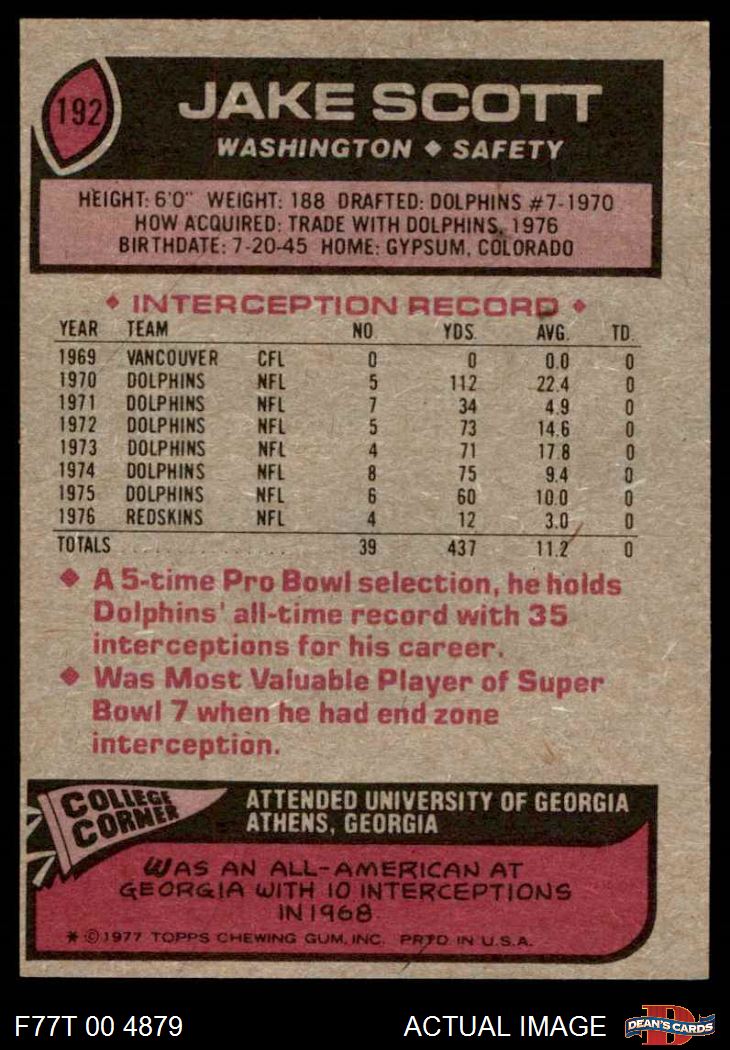 192
JAKE SCOTT
WASHINGTON ◆ SAFETY
HEIGHT: 6'0" WEIGHT: 188 DRAFTED: DOLPHINS #7-1970
HOW ACQUIRED: TRADE WITH DOLPHINS, 1976
BIRTHDATE: 7-20-45 HOME: GYPSUM, COLORADO
◆ INTERCEPTION RECORD ◆
YEAR TEAM NO. YDS. AVG. TD.
1969 VANCOUVER CFL 0 0 0.0 0
1970 DOLPHINS NFL 5 112 22.4 0
1971 DOLPHINS NFL 7 34 4.9 0
1972 DOLPHINS NFL 5 73 14.6 0
1973 DOLPHINS NFL 4 71 17.8 0
1974 DOLPHINS NFL 8 75 9.4 0
1975 DOLPHINS NFL 6 60 10.0 0
1976 REDSKINS NFL 4 12 3.0 0
TOTALS . . . . . . . . . . . . . . 39 437 11.2 0
◆ A 5-time Pro Bowl selection, he holds
Dolphins' all-time record with 35
interceptions for his career.
◆ Was Most Valuable Player of Super
Bowl 7 when he had end zone
interception.
COLLEGE
CORNER
ATTENDED UNIVERSITY OF GEORGIA
ATHENS, GEORGIA
WAS AN ALL-AMERICAN AT
GEORGIA WITH 10 INTERCEPTIONS
IN 1968
* © 1977 TOPPS CHEWING GUM, INC. PRTD IN U.S.A.
F77T 00 4879
ACTUAL IMAGE
D
DEAN'S CARDS